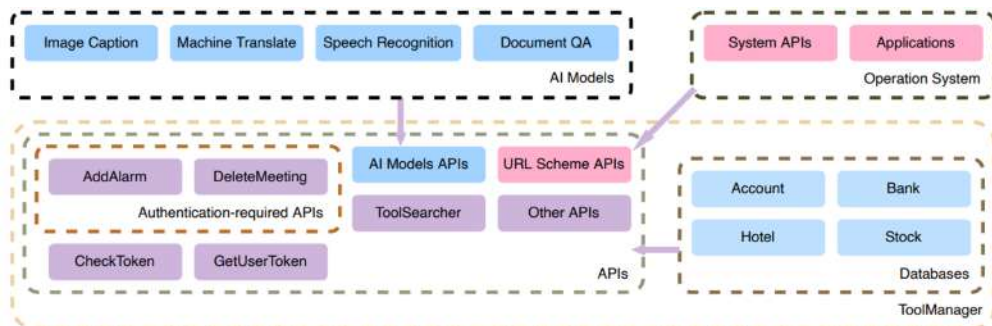 Image Caption
Machine Translate
Speech Recognition
Document QA
AI Models
System APIs
Applications
Operation System
AddAlarm
DeleteMeeting
Authentication-required APIs
AI Models APIs
URL Scheme APIs
ToolSearcher
Other APIs
CheckToken
GetUserToken
APIs
Account
Bank
Hotel
Stock
Databases
ToolManager